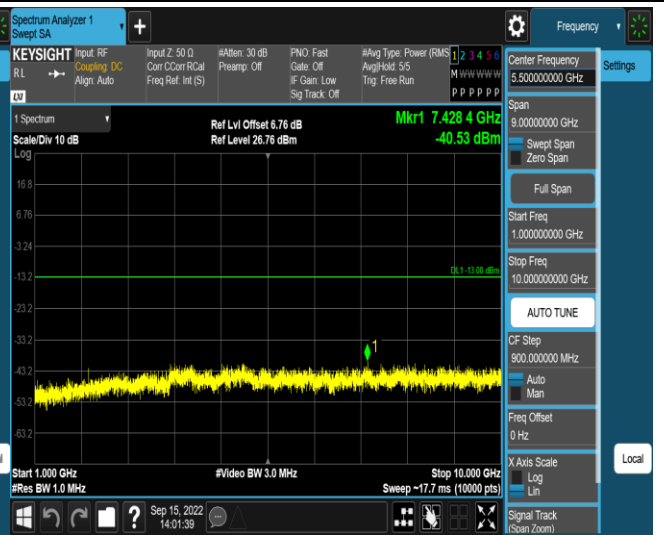 Spectrum Analyzer 1
Swept SA
+
Frequency
KEYSIGHT
RL
Input: RF
Coupling: DC
Align: Auto
Input Z: 50 Ω
Corr CCorr RCal
Freq Ref: Int (S)
#Atten: 30 dB
Preamp: Off
PNO: Fast
Gate: Off
IF Gain: Low
Sig Track: Off
#Avg Type: Power (RMS
Avg|Hold: 5/5
Trig: Free Run
1 2 3 4 5 6
M W W W W W
P P P P P P
LXI
1 Spectrum
Scale/Div 10 dB
Log
Ref Lvl Offset 6.76 dB
Ref Level 26.76 dBm
Mkr1 7.428 4 GHz
-40.53 dBm
16.8
6.76
-3.24
-13.2
DL1 -13.00 dBm
-23.2
-33.2
1
-43.2
-53.2
-63.2
Start 1.000 GHz
#Res BW 1.0 MHz
#Video BW 3.0 MHz
Stop 10.000 GHz
Sweep ~17.7 ms (10000 pts)
Sep 15, 2022
14:01:39
?
Center Frequency
5.500000000 GHz
Span
9.00000000 GHz
Swept Span
Zero Span
Full Span
Start Freq
1.000000000 GHz
Stop Freq
10.000000000 GHz
AUTO TUNE
CF Step
900.000000 MHz
Auto
Man
Freq Offset
0 Hz
X Axis Scale
Log
Lin
Signal Track
(Span Zoom)
Settings
Local